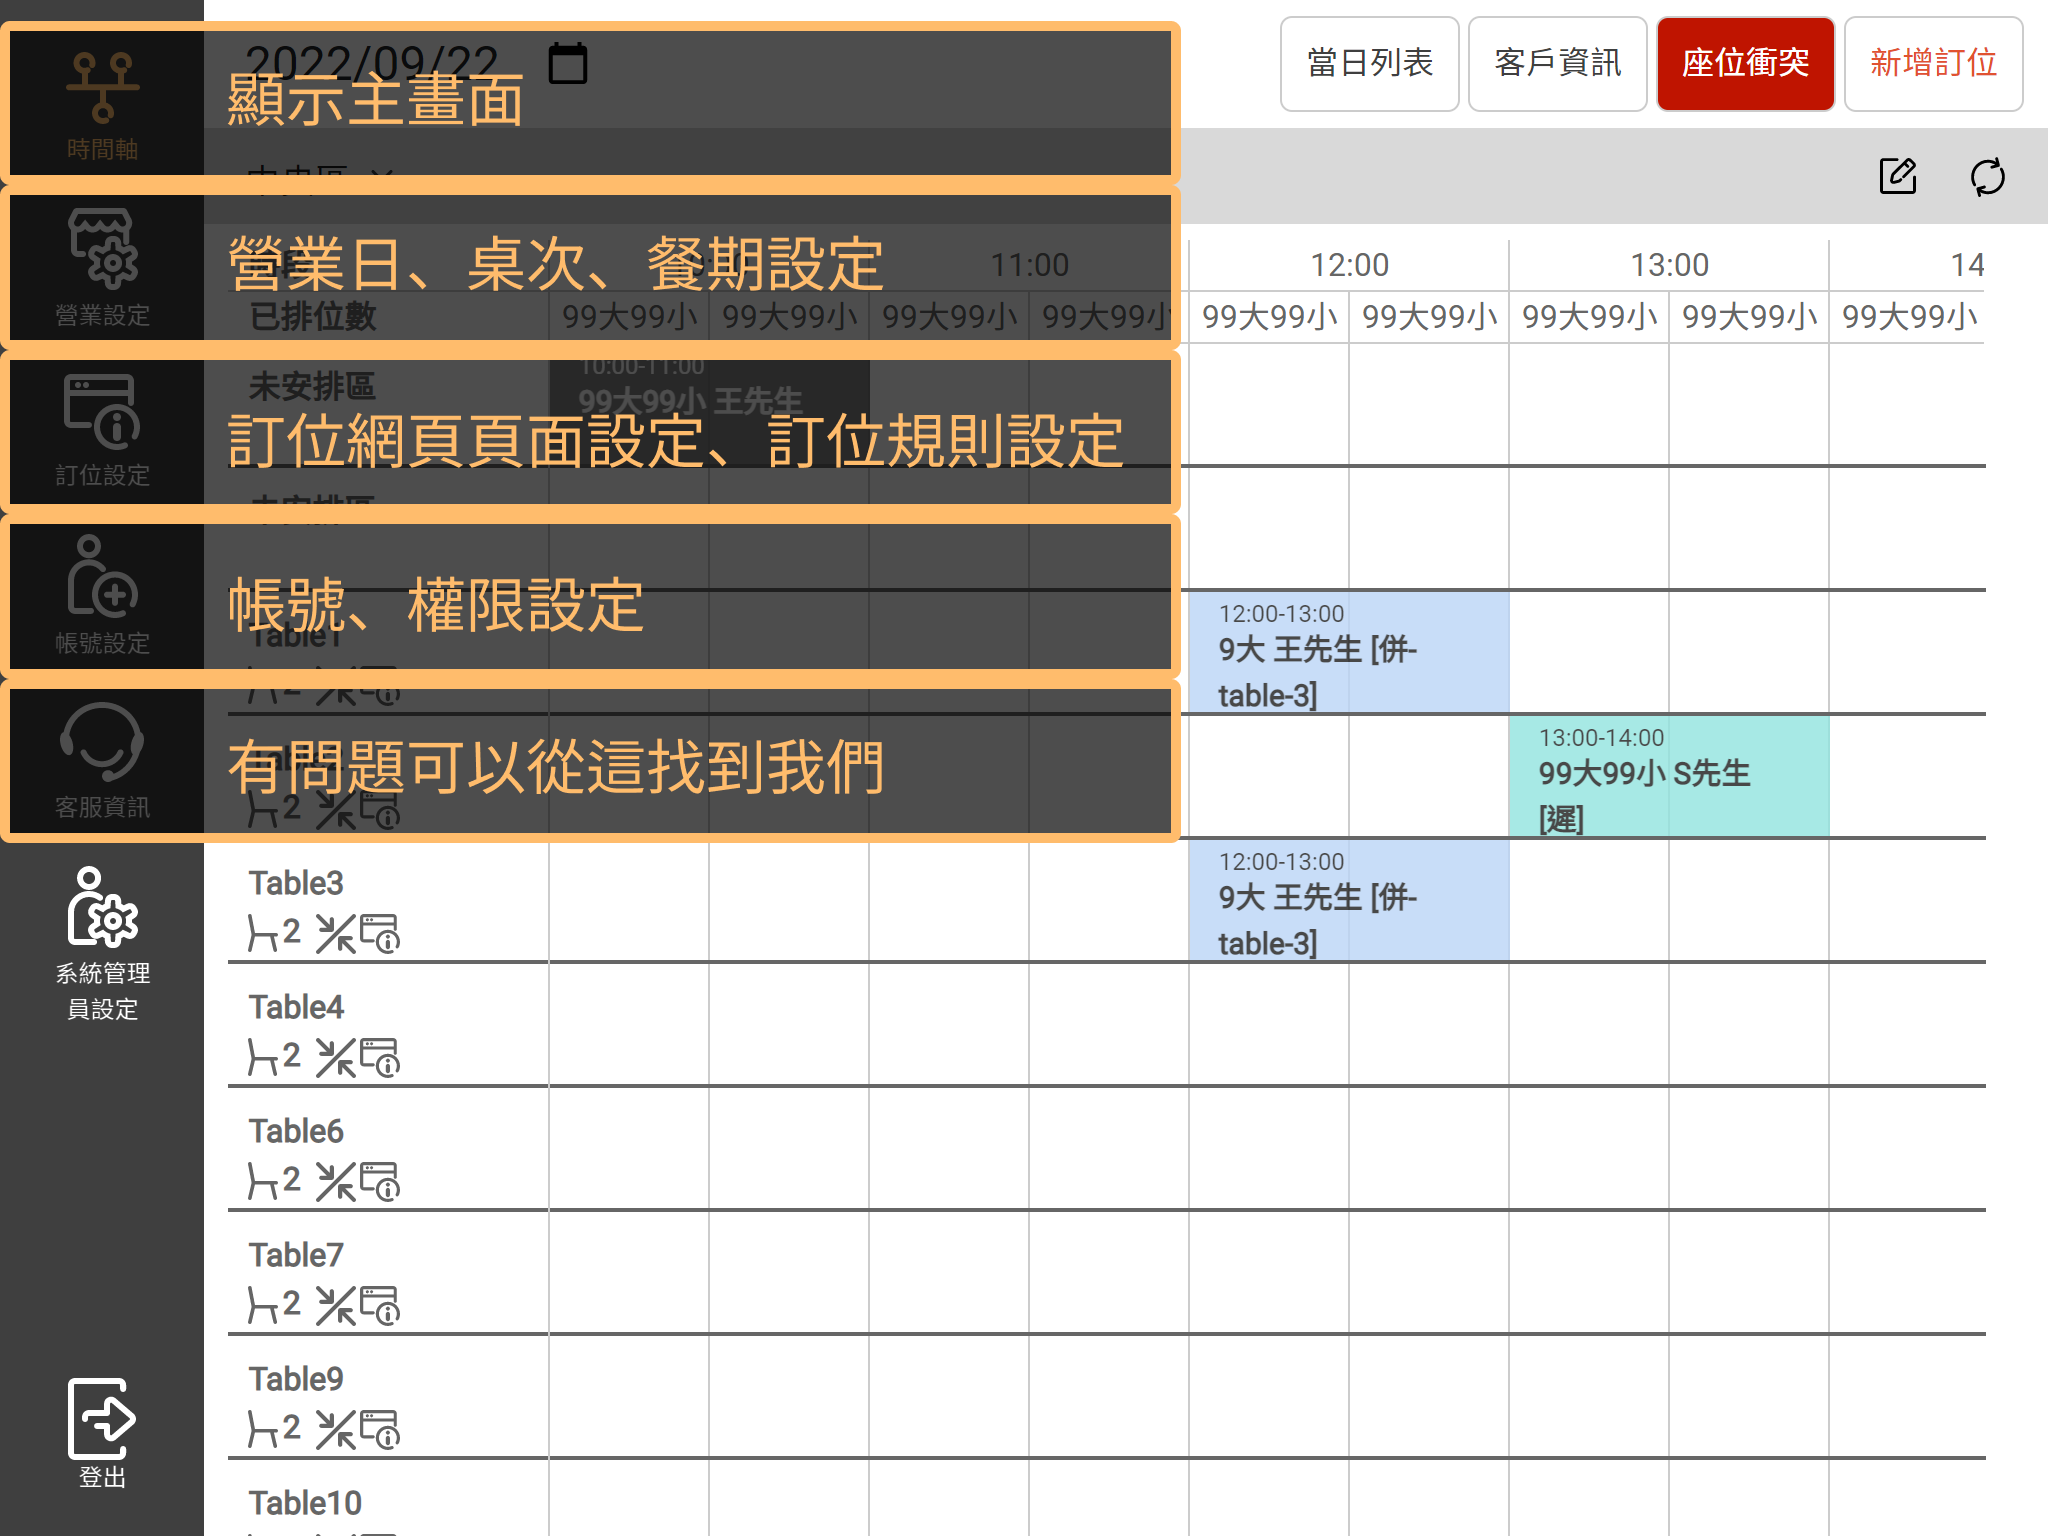 2022/09/22
顯示主畫面
時間軸
當日列表
客戶資訊
座位衝突
新增訂位
營業日、桌次、餐期設定
營業設定
11:00
12:00
13:00
14
已排位數
99大99小
99大99小
99大99小
99大99小
99大99小
99大99小
99大99小
99大99小
99大99小
未安排區
10:00-11:00
99大99小 王先生
訂位網頁頁面設定、訂位規則設定
訂位設定
未安排區
帳號、權限設定
帳號設定
Table1
2
12:00-13:00
9大 王先生 [併-
table-3]
有問題可以從這找到我們
客服資訊
Table2
2
13:00-14:00
99大99小 S先生
[遲]
系統管理
員設定
Table3
2
12:00-13:00
9大 王先生 [併-
table-3]
Table4
2
Table6
2
Table7
2
Table9
2
Table10
登出